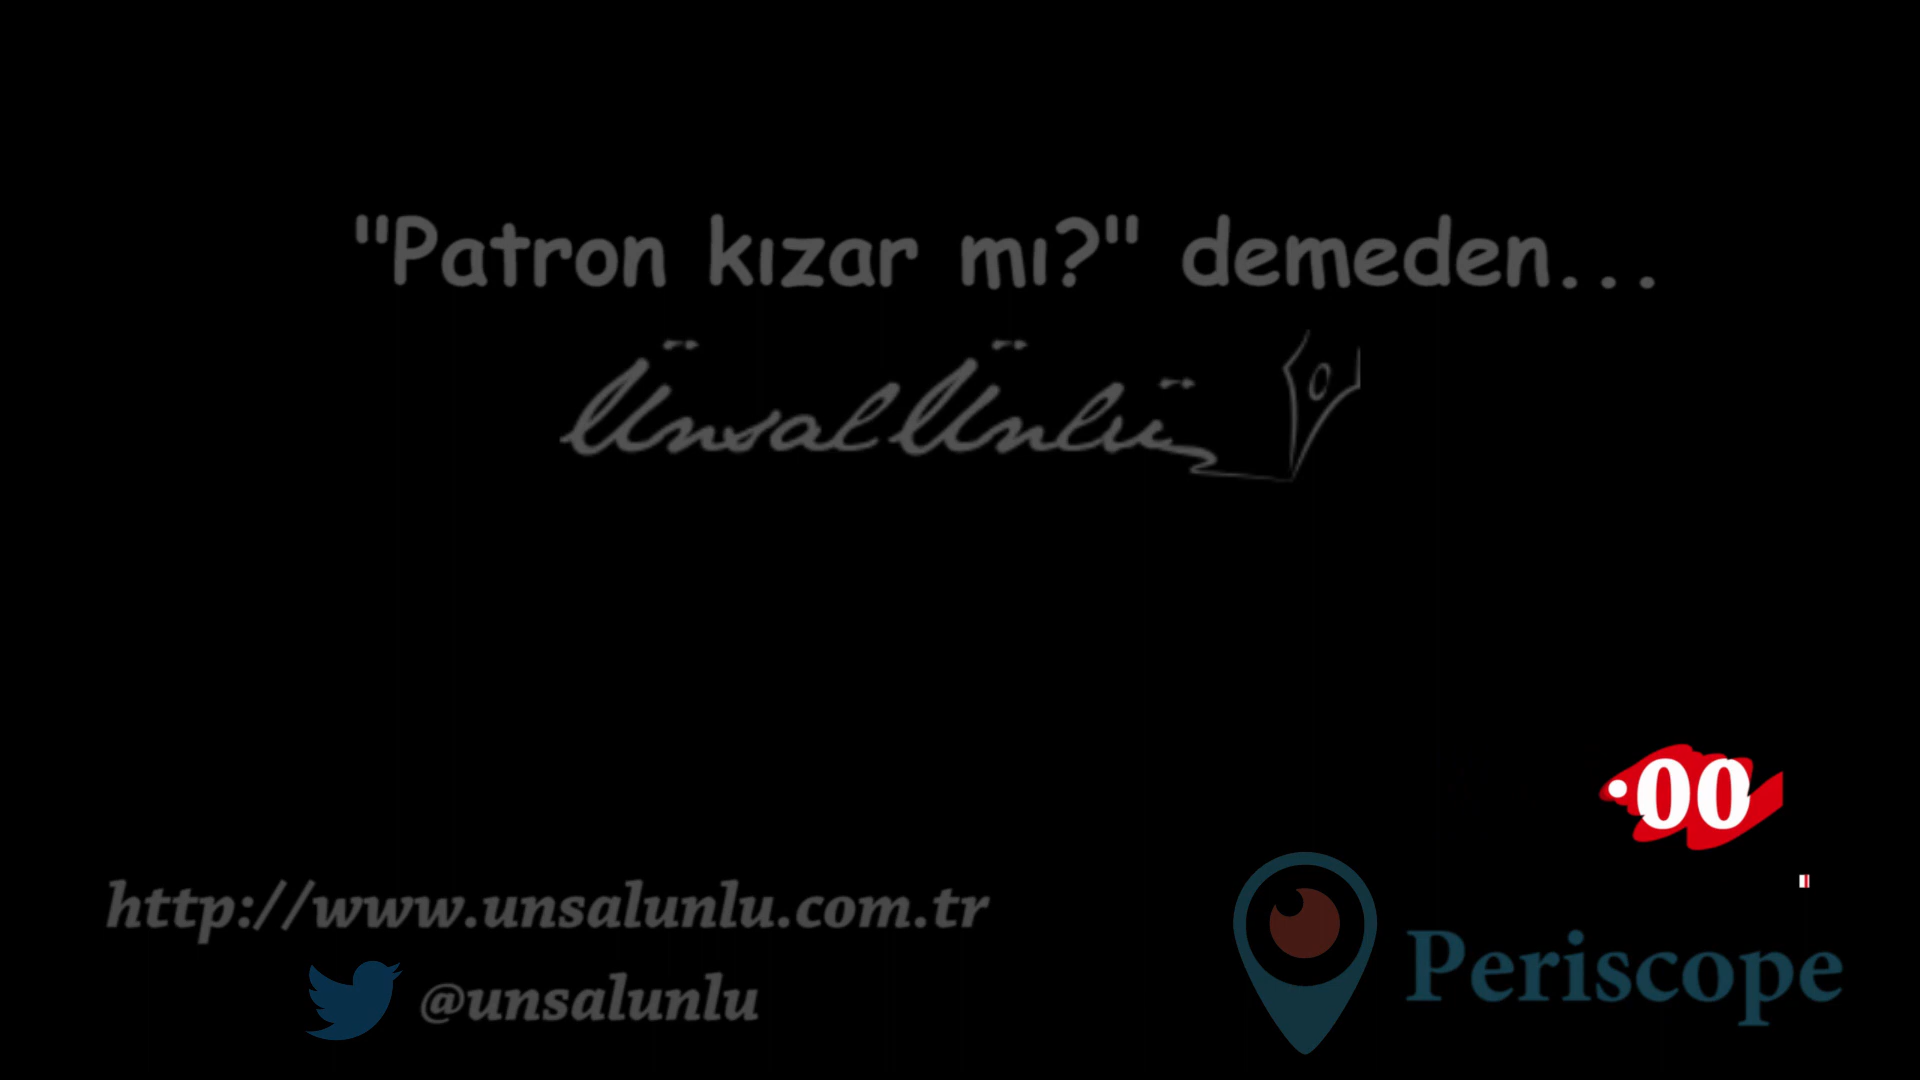 "Patron kızar mı?" demeden...
Ünsal Ünlü
:00
http://www.unsalunlu.com.tr
@unsalunlu
Periscope